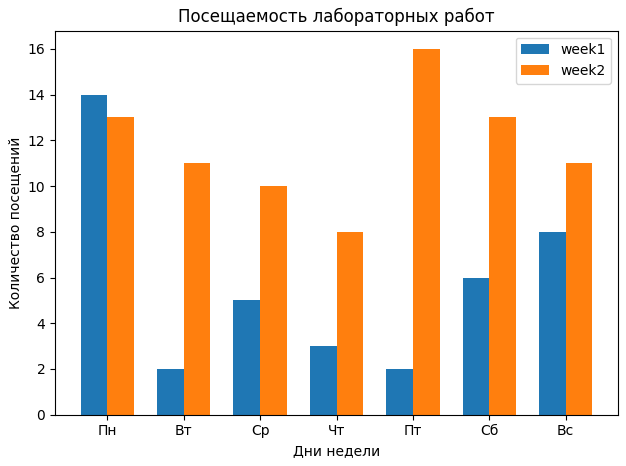 Посещаемость лабораторных работ
week1
week2
Количество посещений
16
14
12
10
8
6
4
2
0
Пн Вт Ср Чт Пт Сб Вс
Дни недели